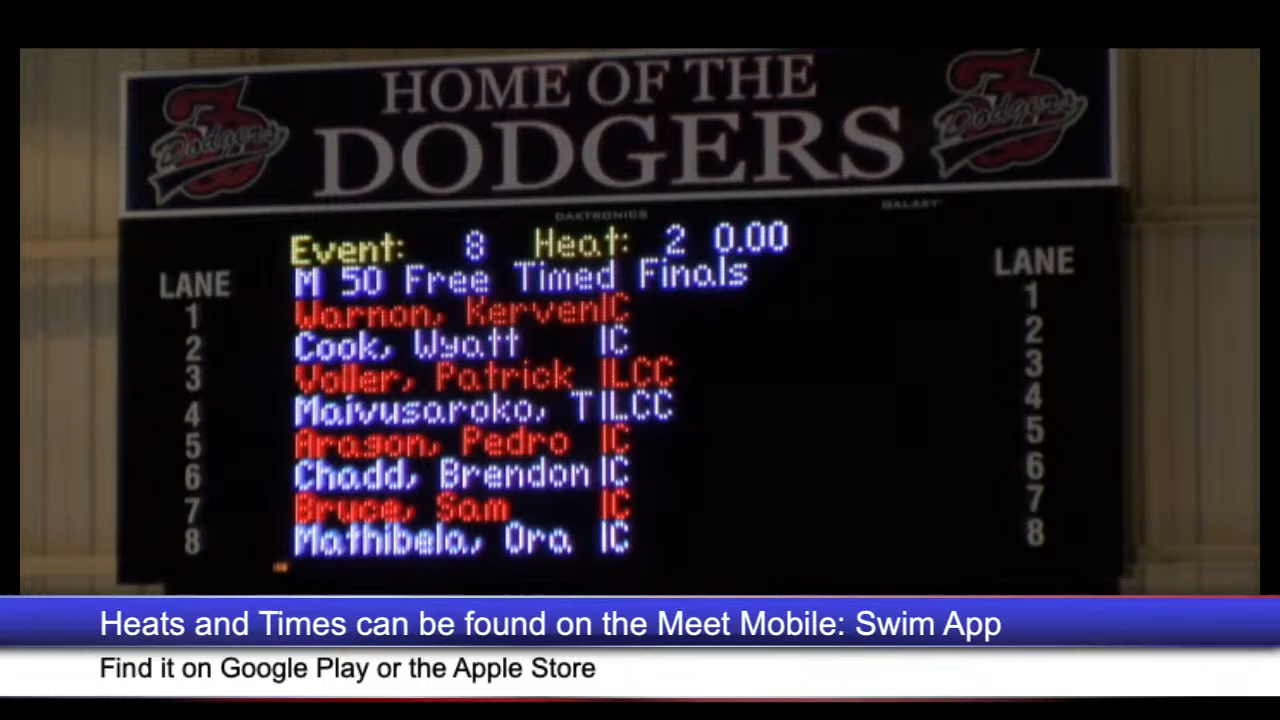 HOME OF THE
DODGERS
Dodgers
Dodgers
DAKTRONICS
GALAXY
Event: 8 Heat: 2 0.00
M 50 Free Timed Finals
LANE
LANE
1 Warnon, KervenIC 1
2 Cook, Wyatt IC 2
3 Voller, Patrick ILCC 3
4 Maivusaroko, TILCC 4
5 Aragon, Pedro IC 5
6 Chadd, Brendon IC 6
7 Bruce, Sam IC 7
8 Mathibela, Ora IC 8
Heats and Times can be found on the Meet Mobile: Swim App
Find it on Google Play or the Apple Store